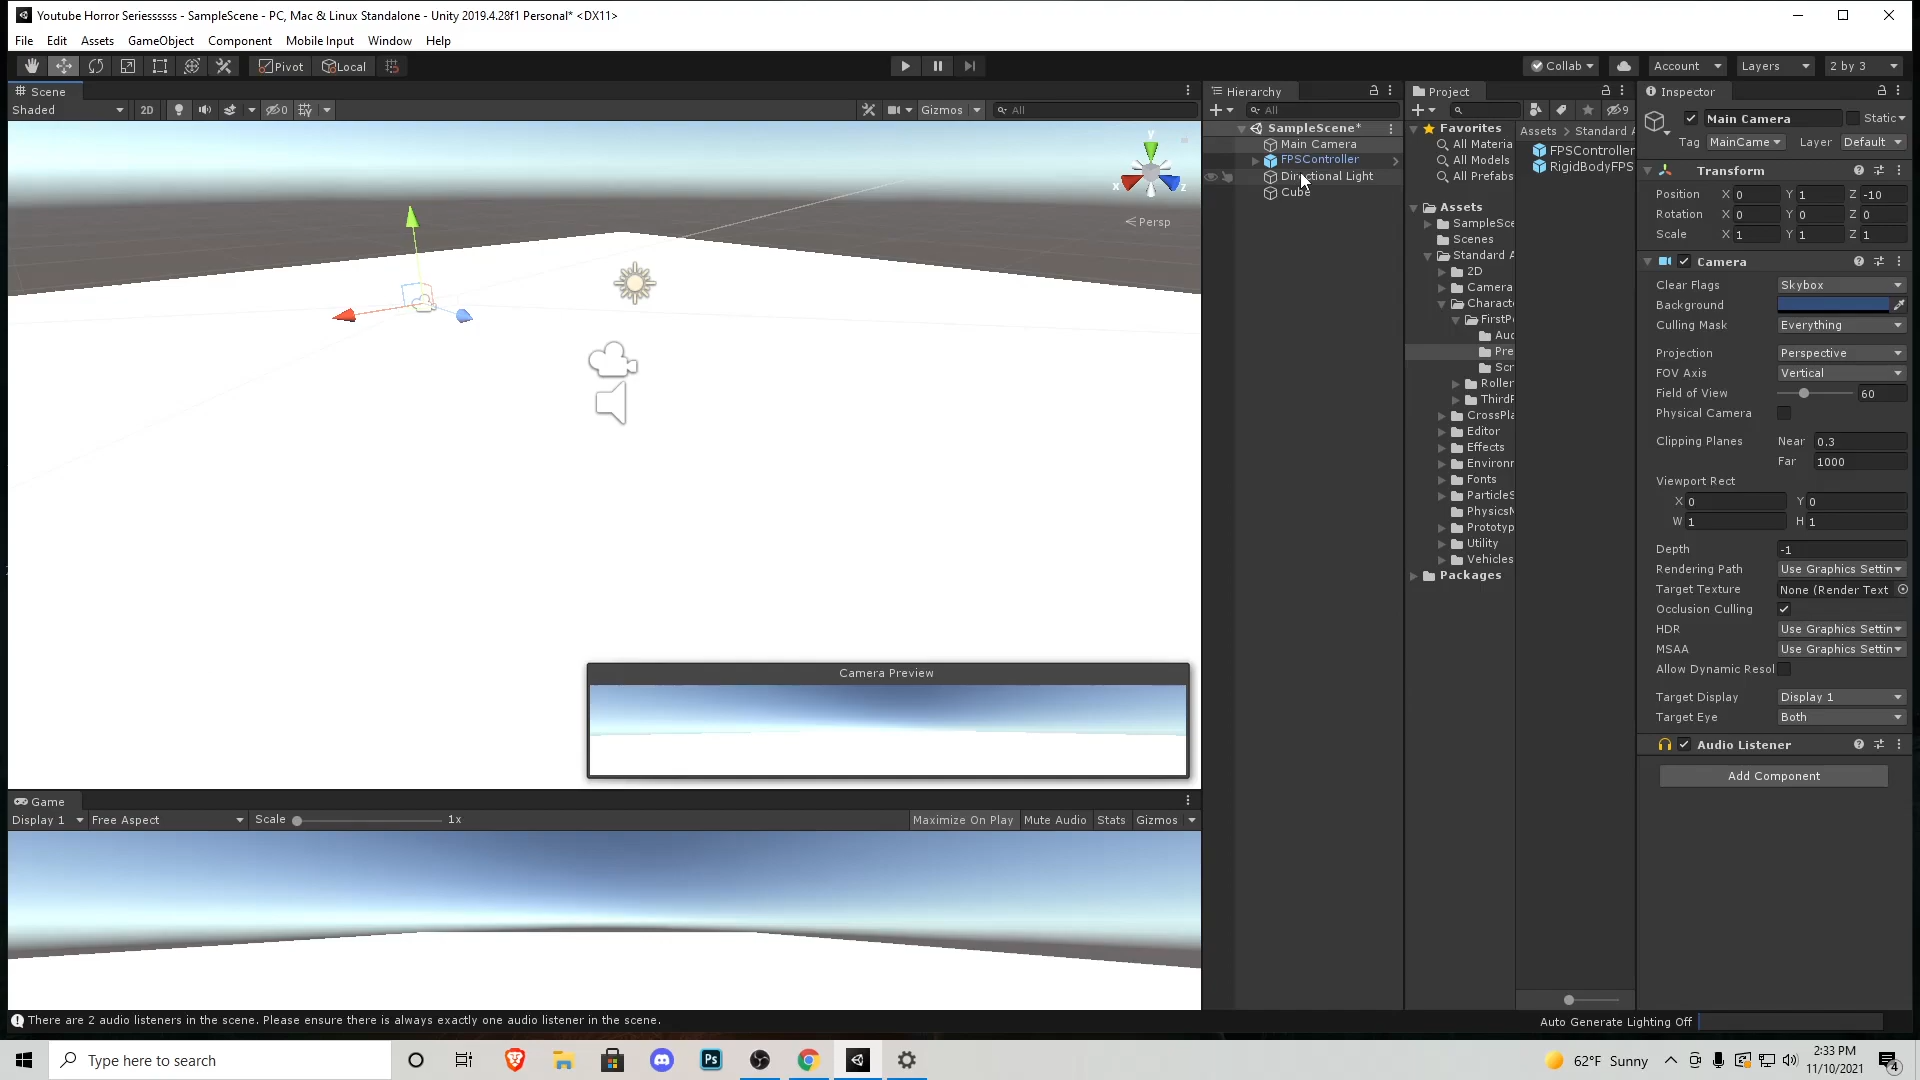 Youtube Horror Seriessssss - SampleScene - PC, Mac & Linux Standalone - Unity 2019.4.28f1 Personal* <DX11>
File Edit Assets GameObject Component Mobile Input Window Help
Pivot Local Collab Account Layers 2 by 3
Scene
Shaded 2D 0 Gizmos All
y
x z
Persp
Camera Preview
Game
Display 1 Free Aspect Scale 1x Maximize On Play Mute Audio Stats Gizmos
Hierarchy
All
SampleScene*
Main Camera
FPSController
Directional Light
Cube
Project
9
Favorites
All Materia
All Models
All Prefabs
Assets
SampleSce
Scenes
Standard A
2D
Camera
Charact
FirstP
Aud
Pre
Scr
Roller
ThirdP
CrossPla
Editor
Effects
Environr
Fonts
ParticleS
PhysicsM
Prototyp
Utility
Vehicles
Packages
Assets > Standard A
FPSController
RigidBodyFPS
Inspector
Main Camera Static
Tag MainCame Layer Default
Transform
Position X 0 Y 1 Z -10
Rotation X 0 Y 0 Z 0
Scale X 1 Y 1 Z 1
Camera
Clear Flags Skybox
Background
Culling Mask Everything
Projection Perspective
FOV Axis Vertical
Field of View 60
Physical Camera
Clipping Planes Near 0.3
Far 1000
Viewport Rect
X 0 Y 0
W 1 H 1
Depth -1
Rendering Path Use Graphics Settin
Target Texture None (Render Text
Occlusion Culling
HDR Use Graphics Settin
MSAA Use Graphics Settin
Allow Dynamic Resol
Target Display Display 1
Target Eye Both
Audio Listener
Add Component
There are 2 audio listeners in the scene. Please ensure there is always exactly one audio listener in the scene.
Auto Generate Lighting Off
Type here to search
Ps
62°F Sunny
2:33 PM
11/10/2021
4